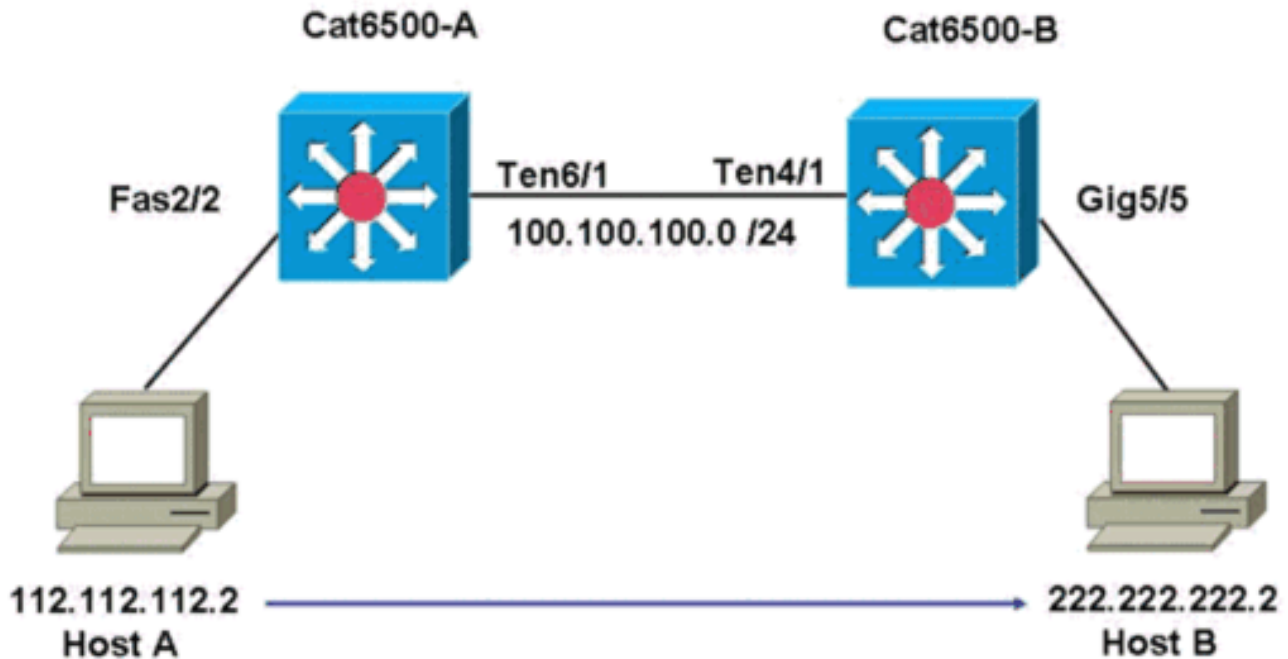 Cat6500-A
Cat6500-B
Fas2/2
Ten6/1
Ten4/1
Gig5/5
100.100.100.0 /24
112.112.112.2
Host A
222.222.222.2
Host B